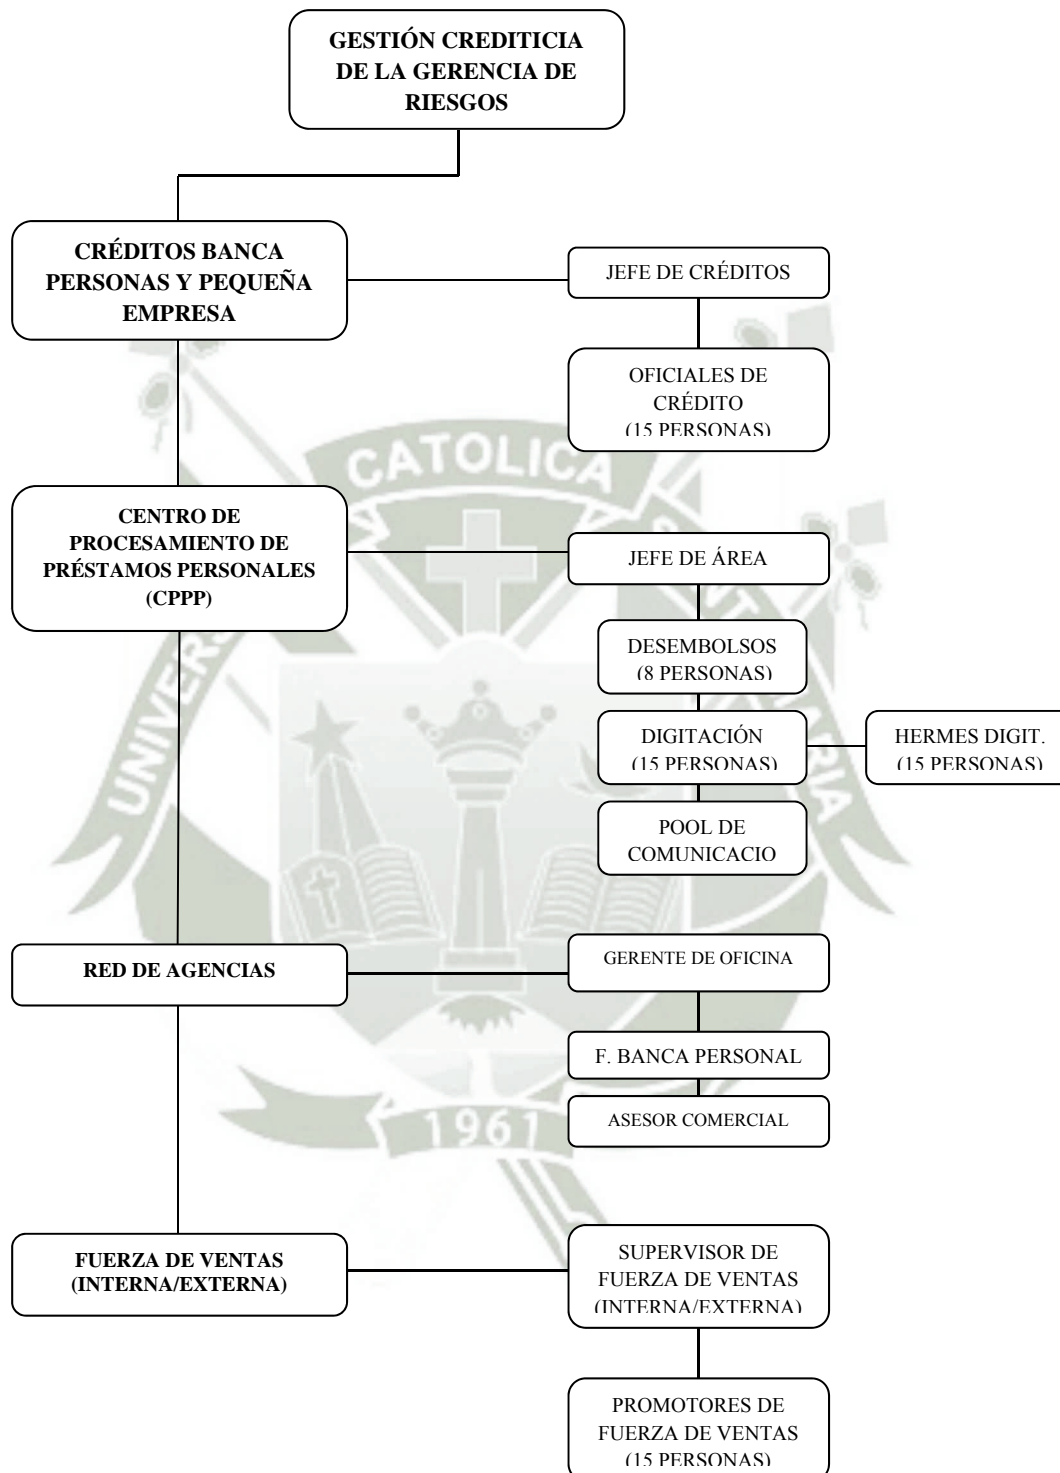 GESTIÓN CREDITICIA
DE LA GERENCIA DE
RIESGOS
CRÉDITOS BANCA
PERSONAS Y PEQUEÑA
EMPRESA
JEFE DE CRÉDITOS
OFICIALES DE
CRÉDITO
(15 PERSONAS)
CENTRO DE
PROCESAMIENTO DE
PRÉSTAMOS PERSONALES
(CPPP)
JEFE DE ÁREA
DESEMBOLSOS
(8 PERSONAS)
DIGITACIÓN
(15 PERSONAS)
HERMES DIGIT.
(15 PERSONAS)
POOL DE
COMUNICACIO
RED DE AGENCIAS
GERENTE DE OFICINA
F. BANCA PERSONAL
ASESOR COMERCIAL
FUERZA DE VENTAS
(INTERNA/EXTERNA)
SUPERVISOR DE
FUERZA DE VENTAS
(INTERNA/EXTERNA)
PROMOTORES DE
FUERZA DE VENTAS
(15 PERSONAS)
CATOLICA
1961